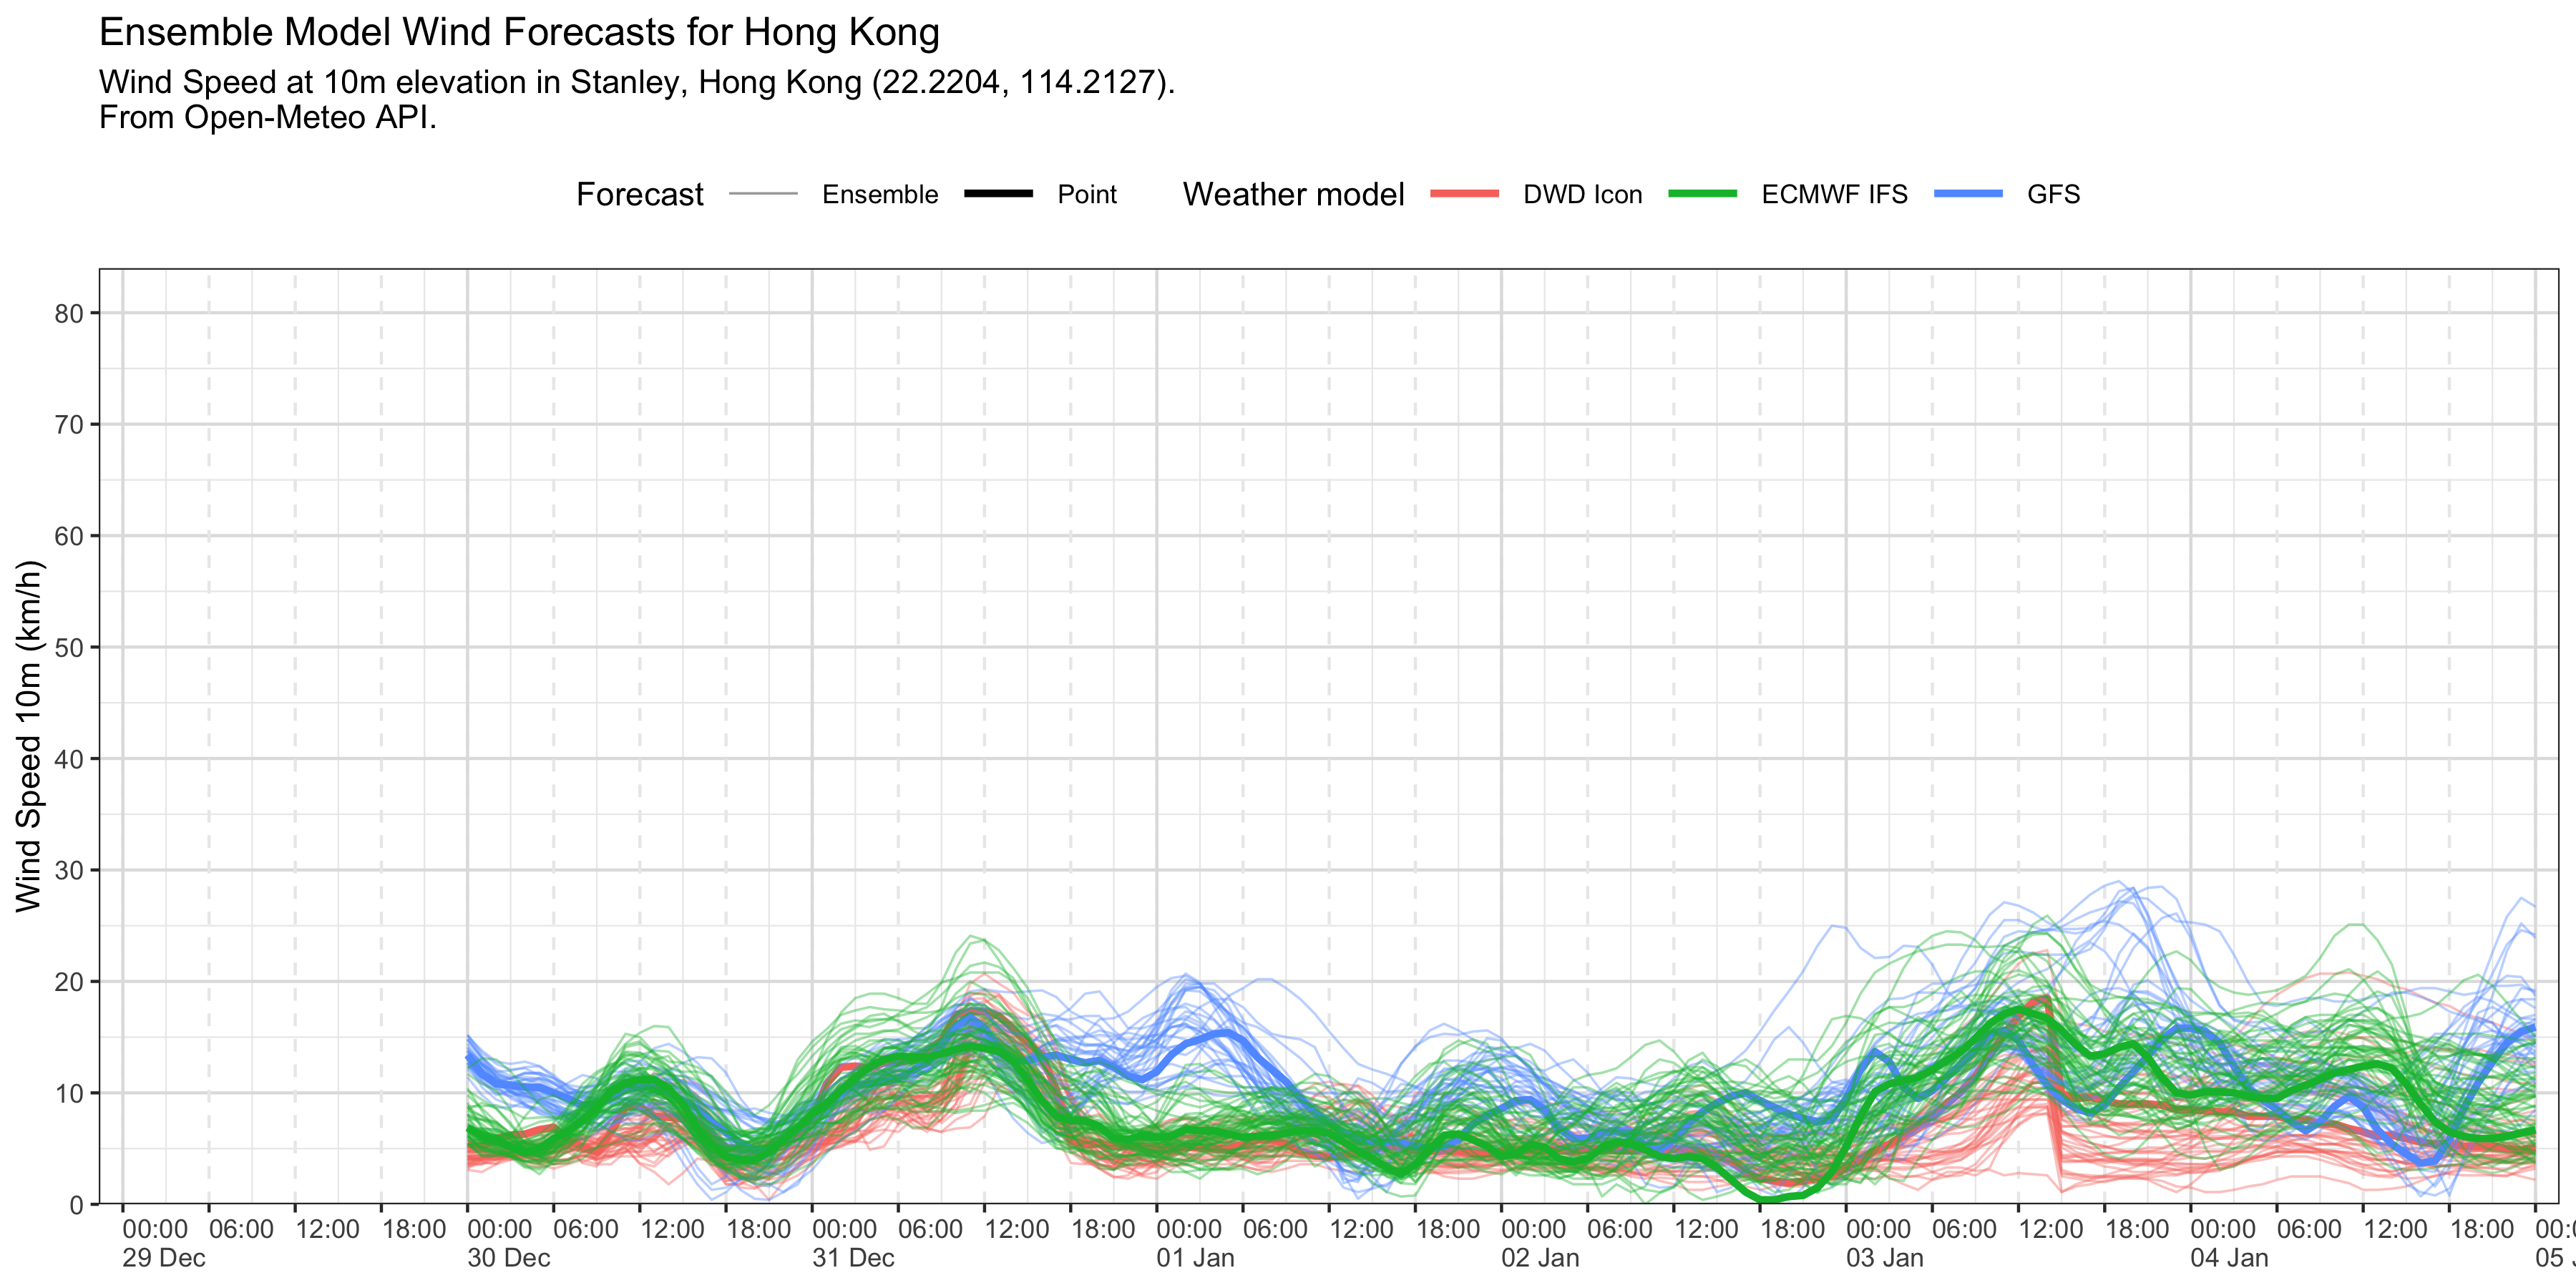 Ensemble Model Wind Forecasts for Hong Kong
Wind Speed at 10m elevation in Stanley, Hong Kong (22.2204, 114.2127).
From Open-Meteo API.
Forecast Ensemble Point Weather model DWD Icon ECMWF IFS GFS
Wind Speed 10m (km/h)
80
70
60
50
40
30
20
10
0
00:00 06:00 12:00 18:00 00:00 06:00 12:00 18:00 00:00 06:00 12:00 18:00 00:00 06:00 12:00 18:00 00:00 06:00 12:00 18:00 00:00 06:00 12:00 18:00 00:00 06:00 12:00 18:00
29 Dec 30 Dec 31 Dec 01 Jan 02 Jan 03 Jan 04 Jan 05